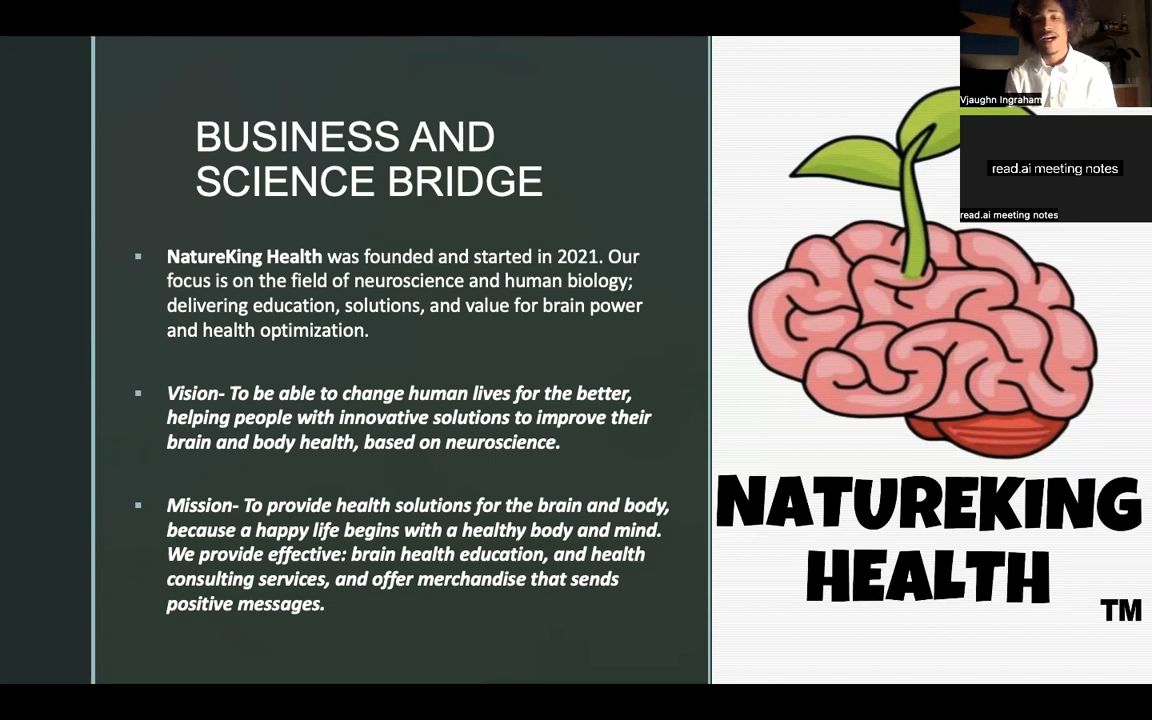 BUSINESS AND
SCIENCE BRIDGE
NatureKing Health was founded and started in 2021. Our
focus is on the field of neuroscience and human biology;
delivering education, solutions, and value for brain power
and health optimization.
Vision- To be able to change human lives for the better,
helping people with innovative solutions to improve their
brain and body health, based on neuroscience.
Mission- To provide health solutions for the brain and body,
because a happy life begins with a healthy body and mind.
We provide effective: brain health education, and health
consulting services, and offer merchandise that sends
positive messages.
NATUREKING
HEALTH
TM
Vjaughn Ingraham
read.ai meeting notes
read.ai meeting notes